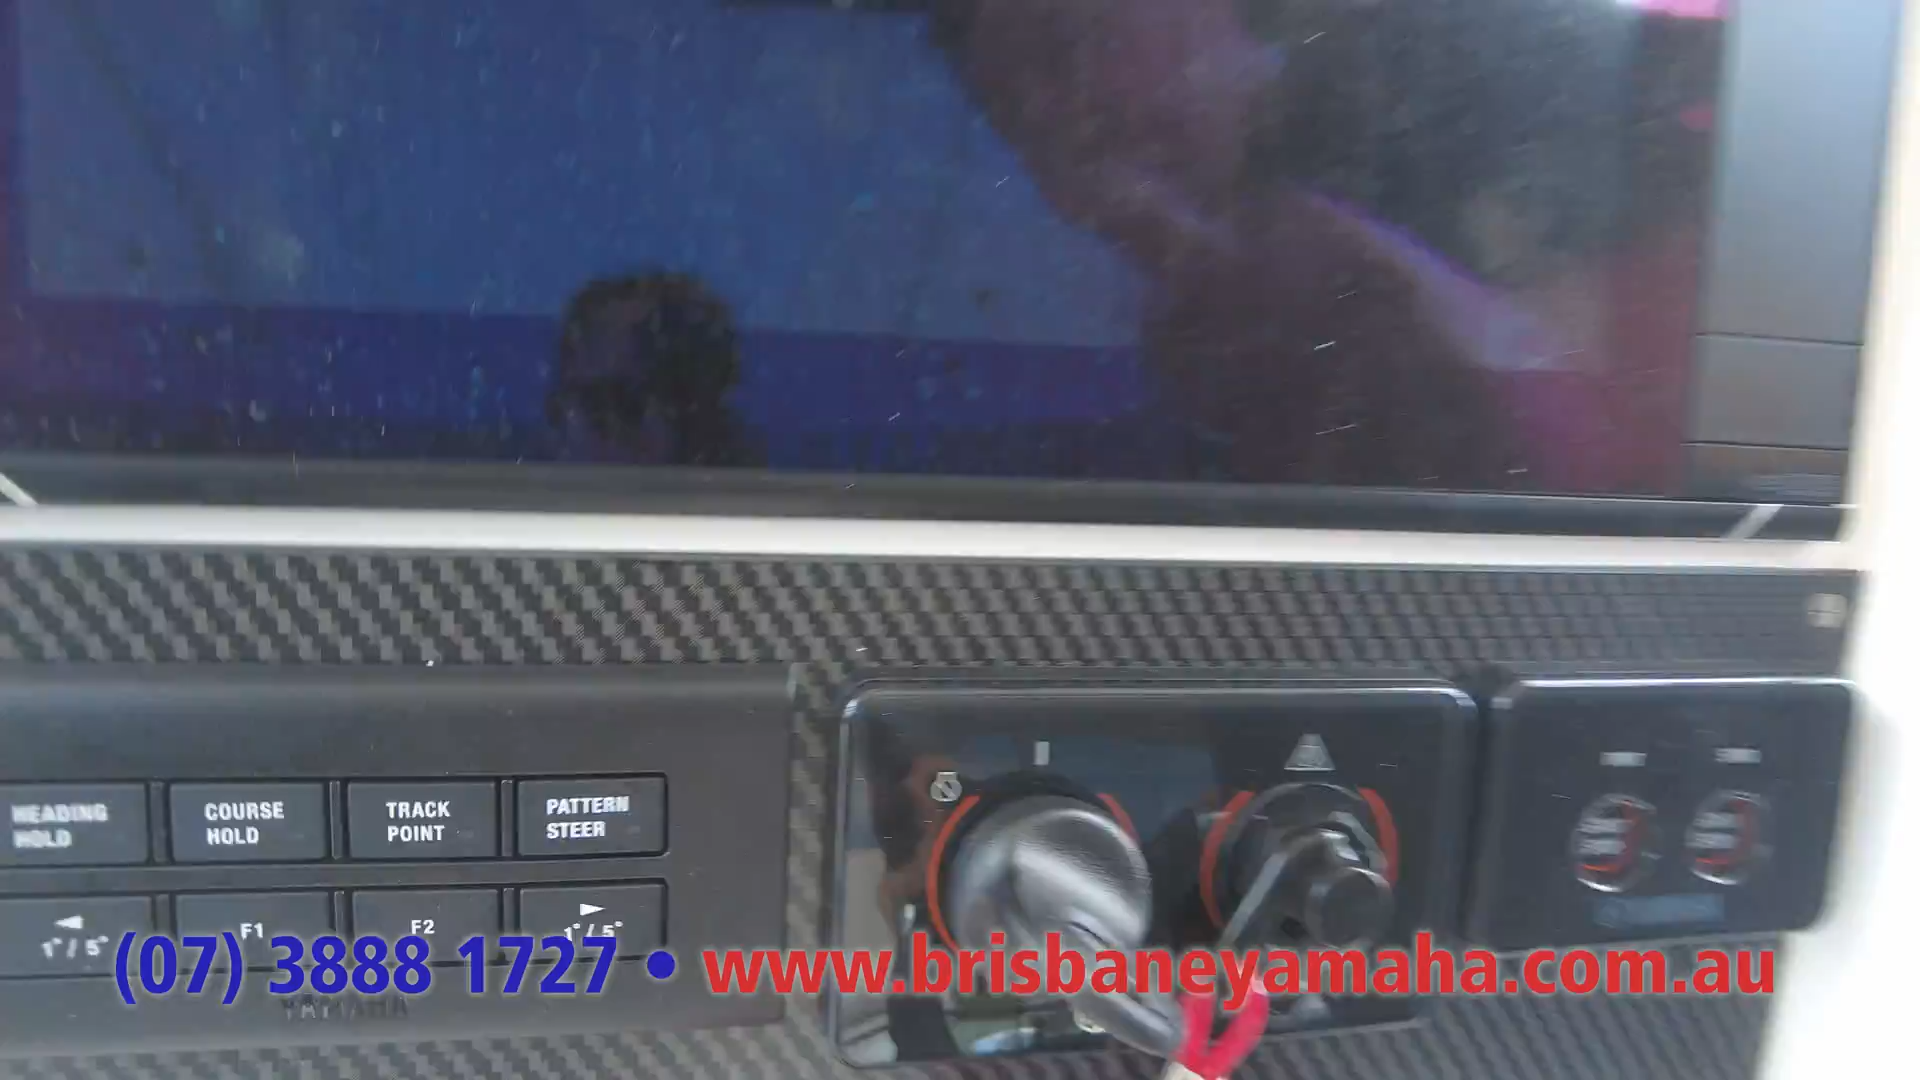 HEADING
HOLD
COURSE
HOLD
TRACK
POINT
PATTERN
STEER
1°/5°
F1
F2
1°/5°
(07) 3888 1727 • www.brisbaneyamaha.com.au
YAMAHA